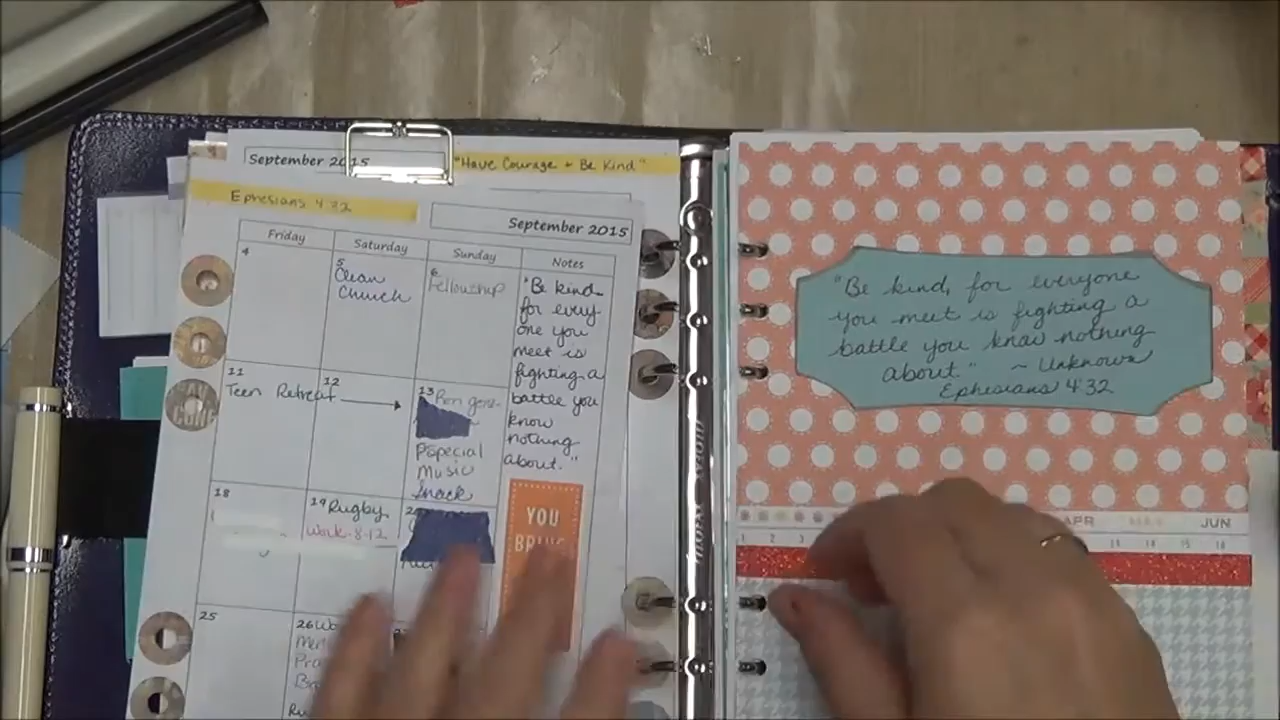 September 2015
"Have Courage + Be Kind"
Ephesians 4:32
September 2015
Friday
Saturday
Sunday
Notes
4
5
Clean
Church
6
Fellowship
"Be kind
for every-
one you
meet is
fighting a
battle you
know
nothing
about."
11
Teen Retreat
12
13
Special
Music
Snack
18
19 Rugby
Work 8-12
YOU
25
26
"Be kind, for everyone
you meet is fighting a
battle you know nothing
about." ~ Unknown
Ephesians 4:32
APR
JUN
1 2 3